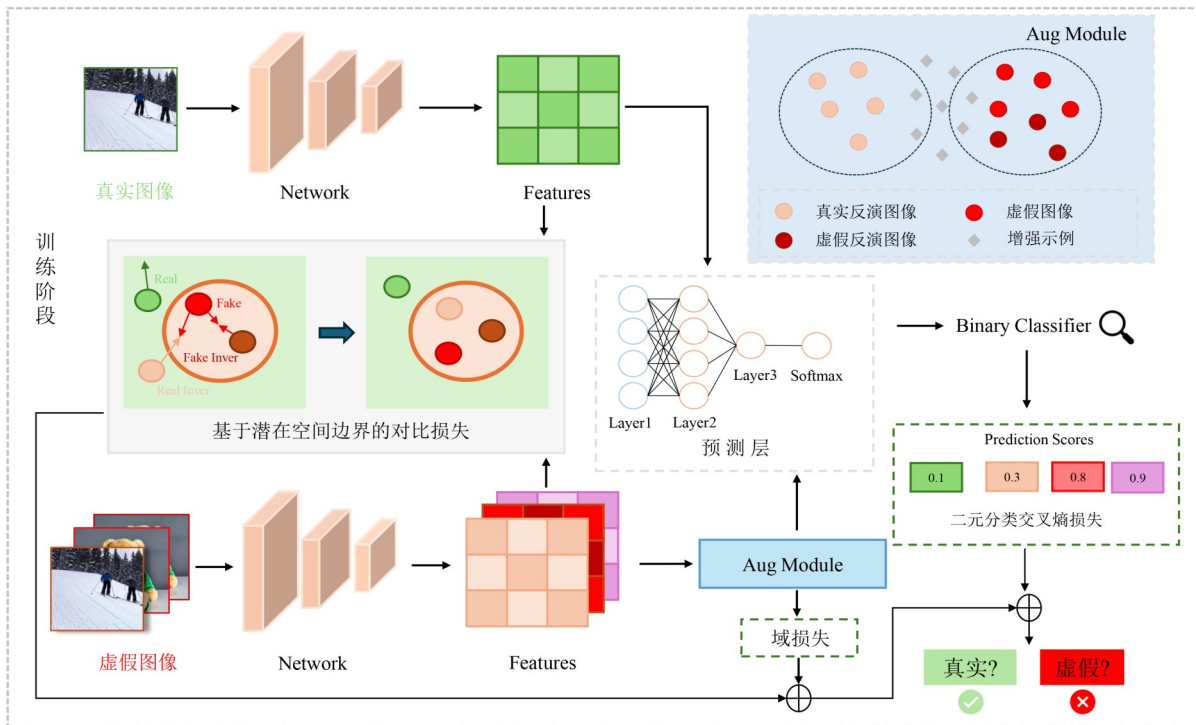 Aug Module
真实反演图像
虚假图像
虚假反演图像
增强示例
真实图像
Network
Features
训练阶段
Real
Fake
Fake Inver
Real Inver
基于潜在空间边界的对比损失
Layer1
Layer2
Layer3
Softmax
预测层
Binary Classifier
Prediction Scores
0.1
0.3
0.8
0.9
二元分类交叉熵损失
Aug Module
域损失
虚假图像
Network
Features
真实?
虚假?